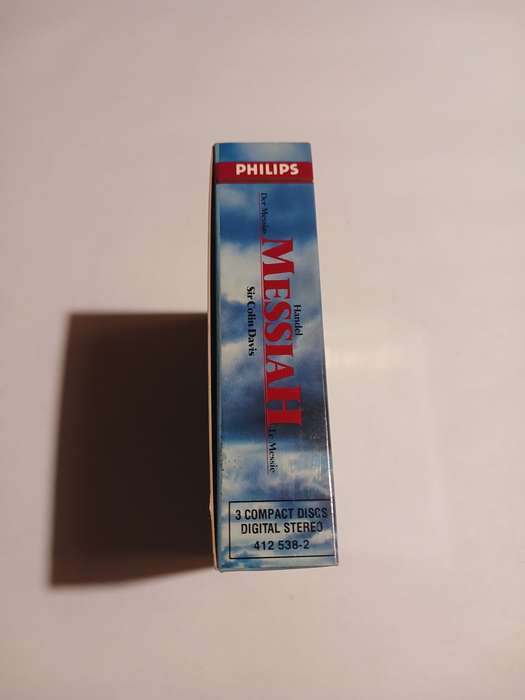 PHILIPS
Der Messias
Handel
MESSIAH
Sir Colin Davis
Le Messie
3 COMPACT DISCS
DIGITAL STEREO
412 538-2